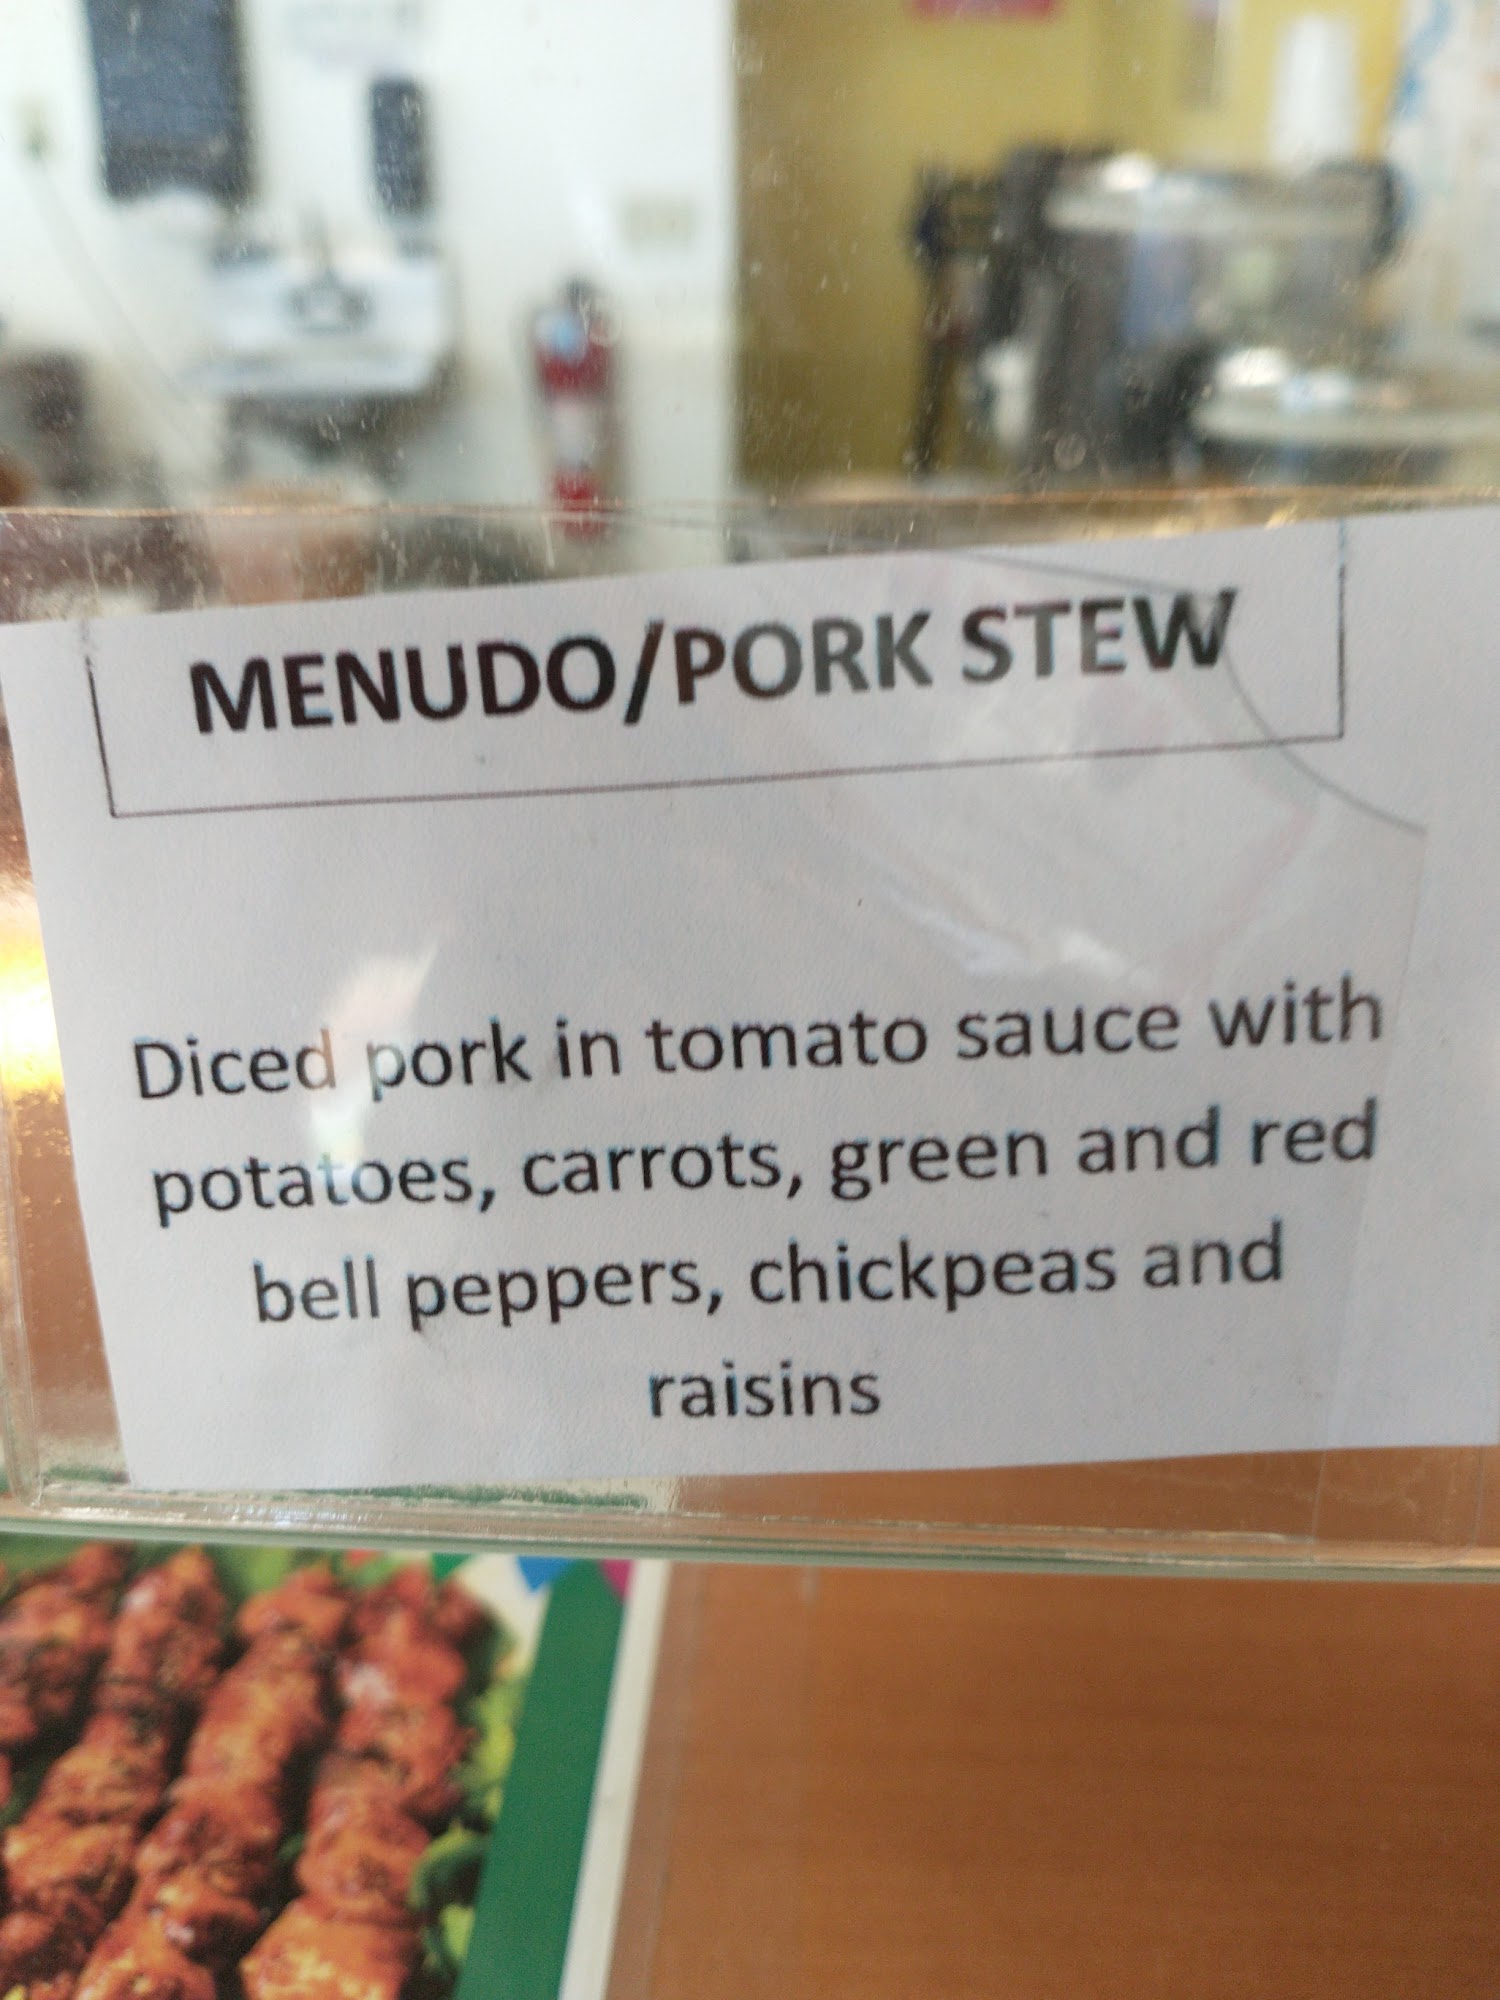 MENUDO/PORK STEW
Diced pork in tomato sauce with
potatoes, carrots, green and red
bell peppers, chickpeas and
raisins